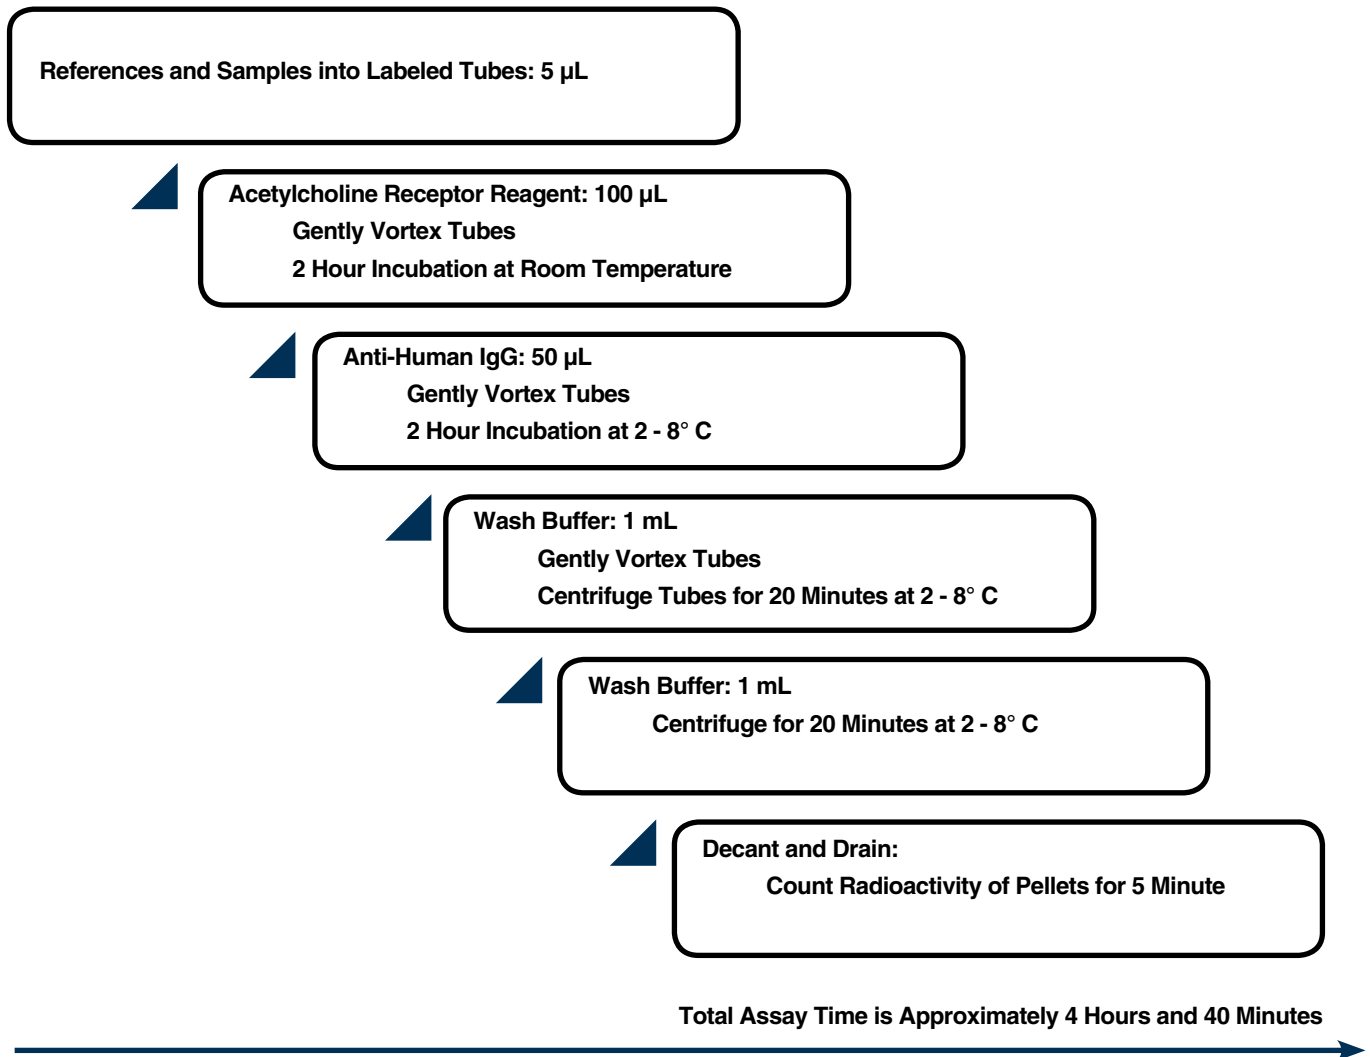 References and Samples into Labeled Tubes: 5 µL
Acetylcholine Receptor Reagent: 100 µL
Gently Vortex Tubes
2 Hour Incubation at Room Temperature
Anti-Human IgG: 50 µL
Gently Vortex Tubes
2 Hour Incubation at 2 - 8° C
Wash Buffer: 1 mL
Gently Vortex Tubes
Centrifuge Tubes for 20 Minutes at 2 - 8° C
Wash Buffer: 1 mL
Centrifuge for 20 Minutes at 2 - 8° C
Decant and Drain:
Count Radioactivity of Pellets for 5 Minute
Total Assay Time is Approximately 4 Hours and 40 Minutes